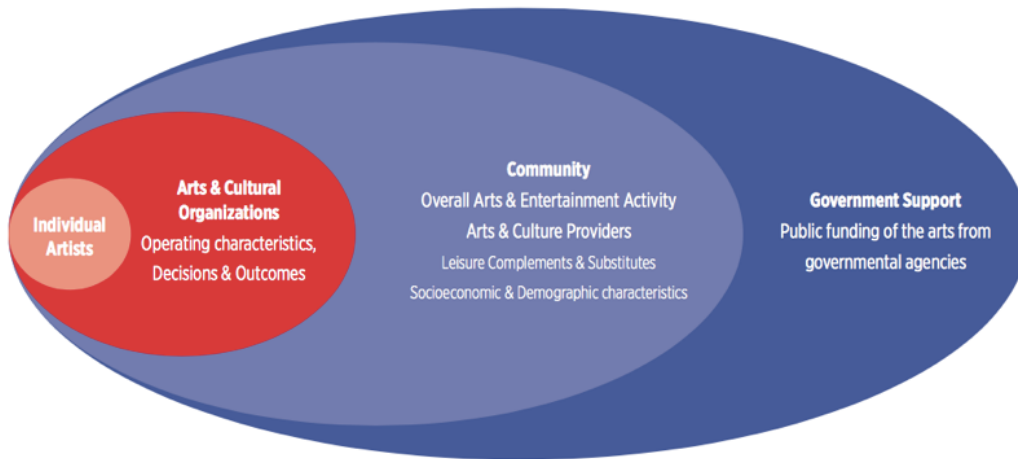 Individual
Artists
Arts & Cultural
Organizations
Operating characteristics,
Decisions & Outcomes
Community
Overall Arts & Entertainment Activity
Arts & Culture Providers
Leisure Complements & Substitutes
Socioeconomic & Demographic characteristics
Government Support
Public funding of the arts from
governmental agencies